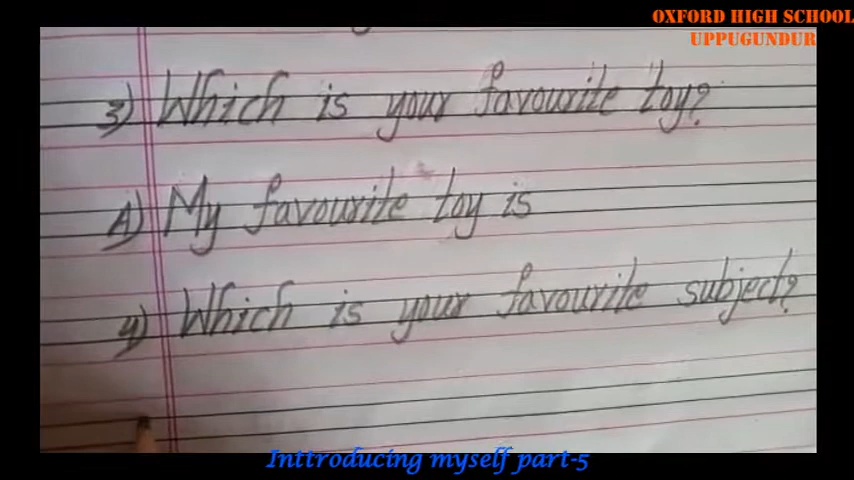 OXFORD HIGH SCHOOL
UPPUGUNDUR
3) Which is your favourite toy?
A) My favourite toy is
4) Which is your favourite subject?
Inttroducing myself part-5